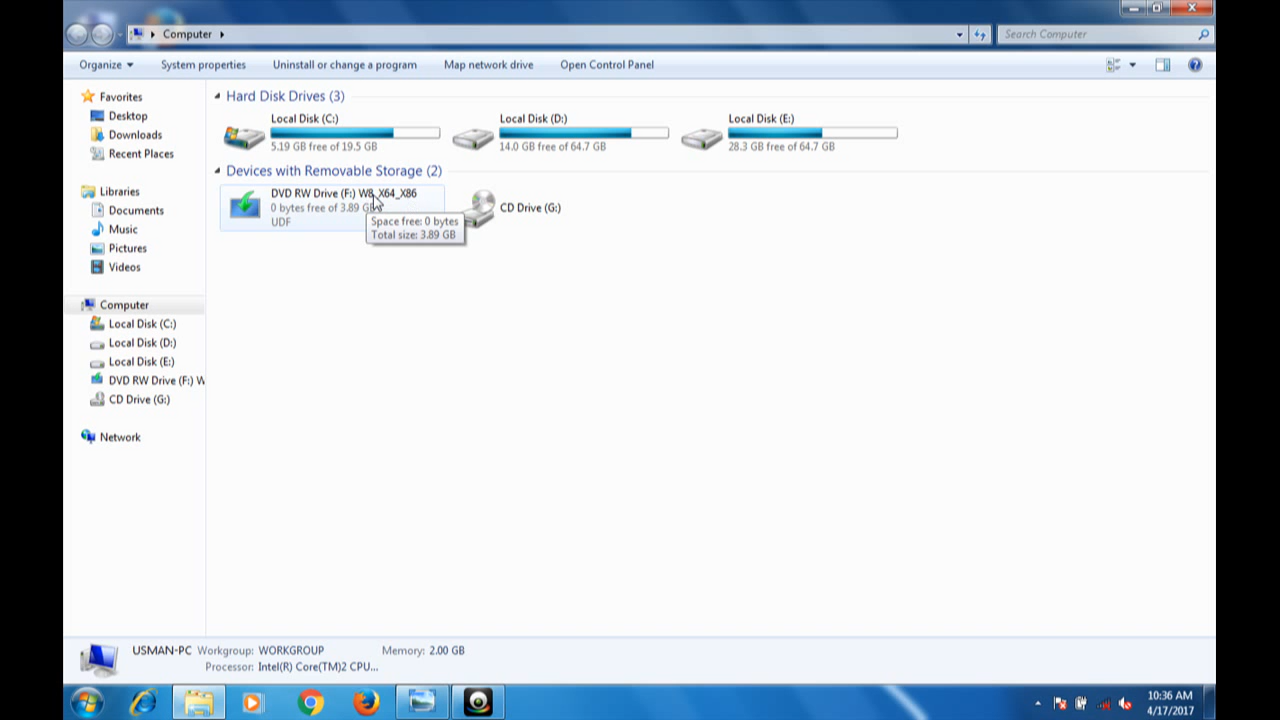 Computer
Search Computer
Organize
System properties
Uninstall or change a program
Map network drive
Open Control Panel
Favorites
Desktop
Downloads
Recent Places
Libraries
Documents
Music
Pictures
Videos
Computer
Local Disk (C:)
Local Disk (D:)
Local Disk (E:)
DVD RW Drive (F:) W
CD Drive (G:)
Network
Hard Disk Drives (3)
Local Disk (C:)
5.19 GB free of 19.5 GB
Local Disk (D:)
14.0 GB free of 64.7 GB
Local Disk (E:)
28.3 GB free of 64.7 GB
Devices with Removable Storage (2)
DVD RW Drive (F:) W8_X64_X86
0 bytes free of 3.89 GB
UDF
CD Drive (G:)
Space free: 0 bytes
Total size: 3.89 GB
USMAN-PC Workgroup: WORKGROUP Memory: 2.00 GB
Processor: Intel(R) Core(TM)2 CPU...
10:36 AM
4/17/2017